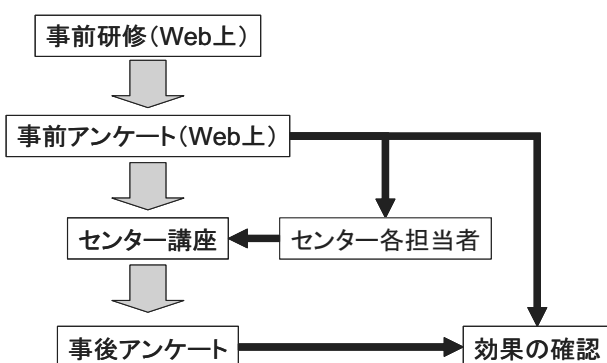 事前研修(Web上)
事前アンケート(Web上)
センター講座
センター各担当者
事後アンケート
効果の確認